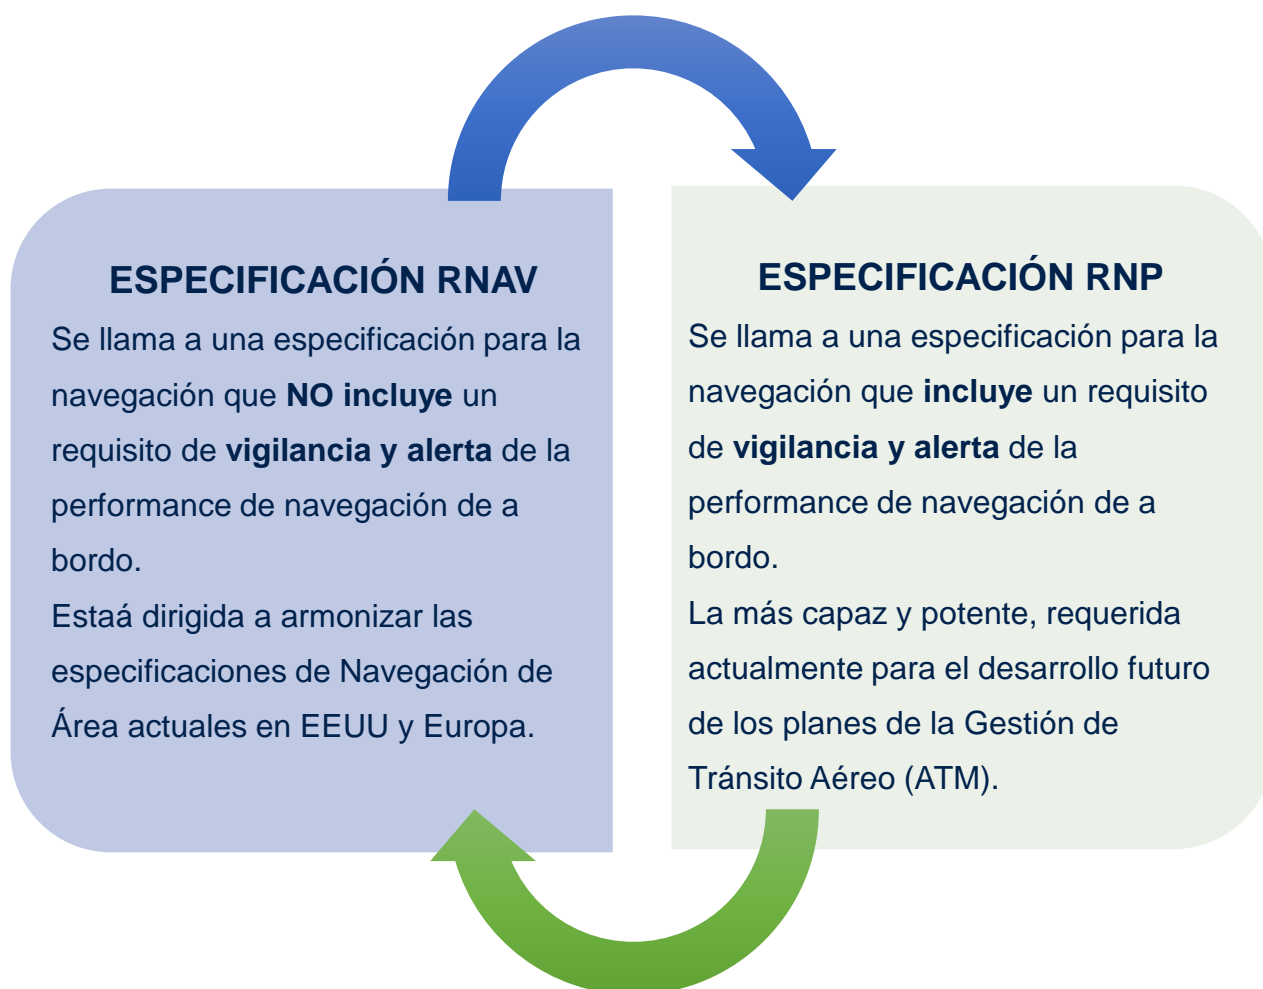 ESPECIFICACIÓN RNAV
Se llama a una especificación para la
navegación que NO incluye un
requisito de vigilancia y alerta de la
performance de navegación de a
bordo.
Estaá dirigida a armonizar las
especificaciones de Navegación de
Área actuales en EEUU y Europa.
ESPECIFICACIÓN RNP
Se llama a una especificación para la
navegación que incluye un requisito
de vigilancia y alerta de la
performance de navegación de a
bordo.
La más capaz y potente, requerida
actualmente para el desarrollo futuro
de los planes de la Gestión de
Tránsito Aéreo (ATM).